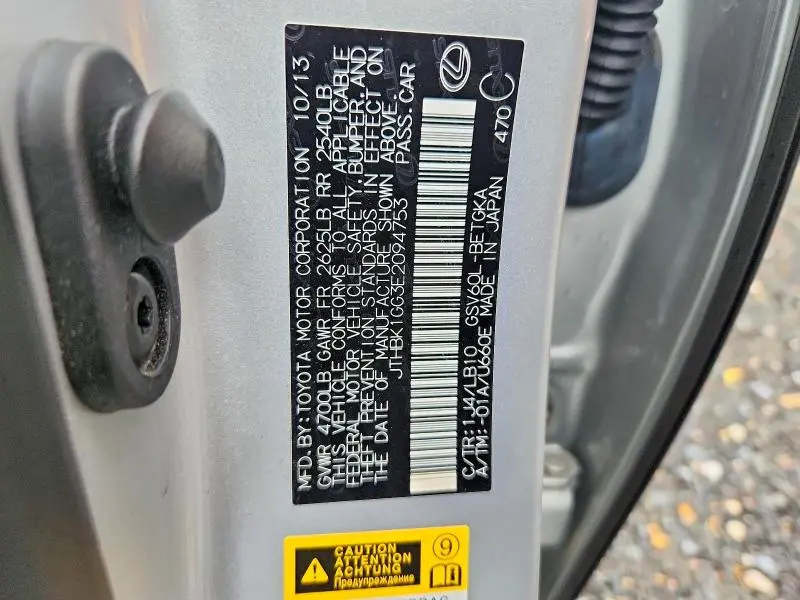 MFD.BY:TOYOTA MOTOR CORPORATION 10/13
GVWR 4700LB GAWR FR 2625LB RR 2540LB
THIS VEHICLE CONFORMS TO ALL APPLICABLE
FEDERAL MOTOR VEHICLE SAFETY,BUMPER,AND
THEFT PREVENTION STANDARDS IN EFFECT ON
THE DATE OF MANUFACTURE SHOWN ABOVE.
JTHBK1GG3E2094753 PASS.CAR
C/TR:1J4/LB10 GSV60L-BETGKA
A/TM:-01A/U660E MADE IN JAPAN 470
CAUTION
ATTENTION
ACHTUNG
Предупреждение
9